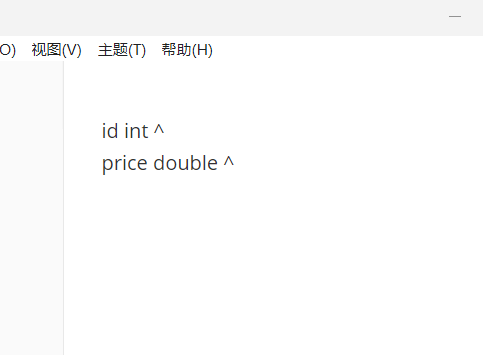 O) 视图(V) 主题(T) 帮助(H)
id int ^
price double ^